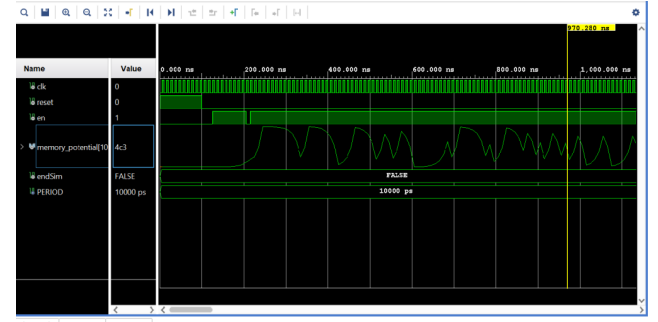 970.280 ns
Name
Value
0.000 ns
200.000 ns
400.000 ns
600.000 ns
800.000 ns
1,000.000 ns
clk
0
reset
0
en
1
memory_potential[10
4c3
endSim
FALSE
FALSE
PERIOD
10000 ps
10000 ps